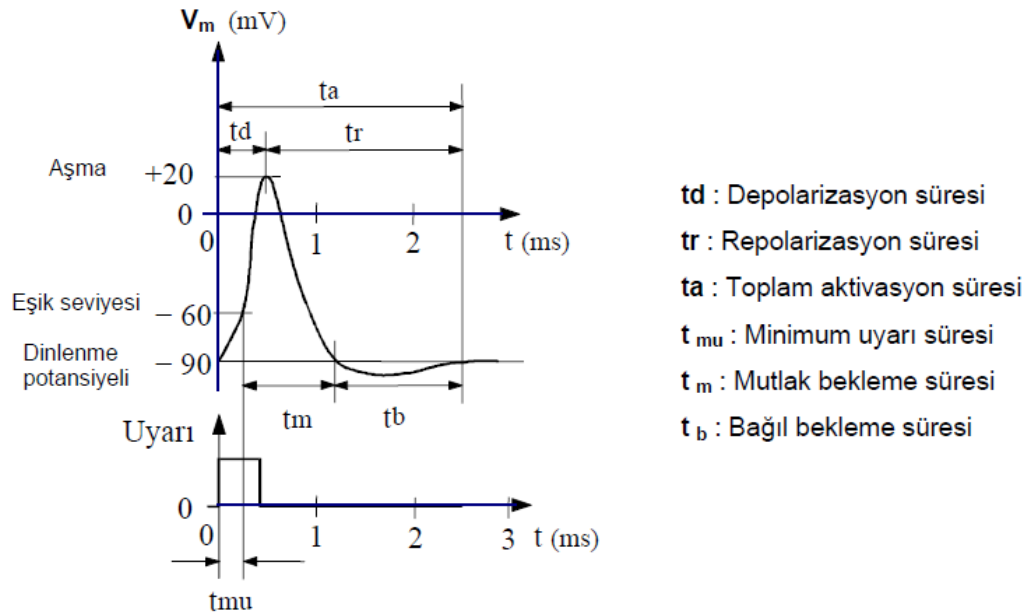 Vm (mV)
ta
td
tr
Aşma
+20
0
0
1
2
t (ms)
Eşik seviyesi
− 60
Dinlenme
potansiyeli
− 90
tm
tb
Uyarı
0
0
1
2
3
t (ms)
tmu
td : Depolarizasyon süresi
tr : Repolarizasyon süresi
ta : Toplam aktivasyon süresi
t mu : Minimum uyarı süresi
t m : Mutlak bekleme süresi
t b : Bağıl bekleme süresi